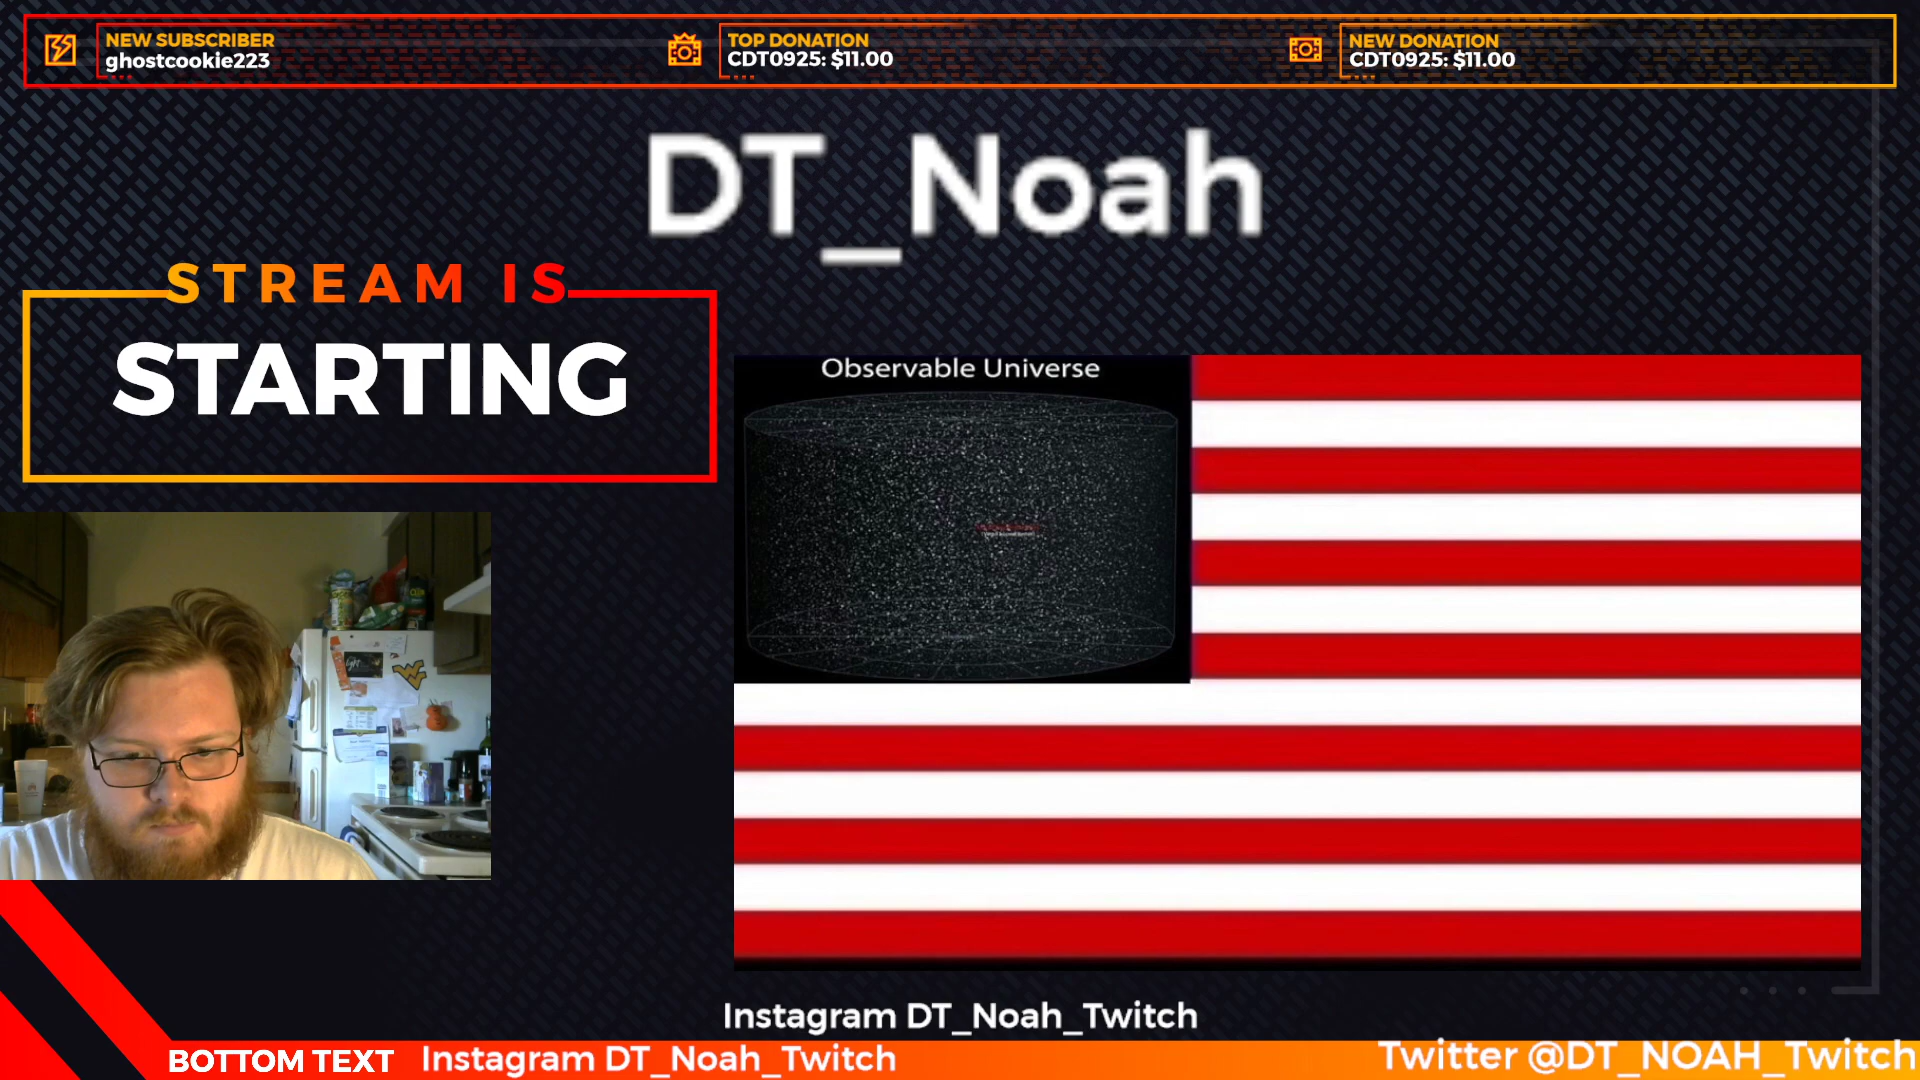 NEW SUBSCRIBER
ghostcookie223
TOP DONATION
CDT0925: $11.00
NEW DONATION
CDT0925: $11.00
DT_Noah
STREAM IS
STARTING
Observable Universe
Instagram DT_Noah_Twitch
BOTTOM TEXT
Instagram DT_Noah_Twitch
Twitter @DT_NOAH_Twitch